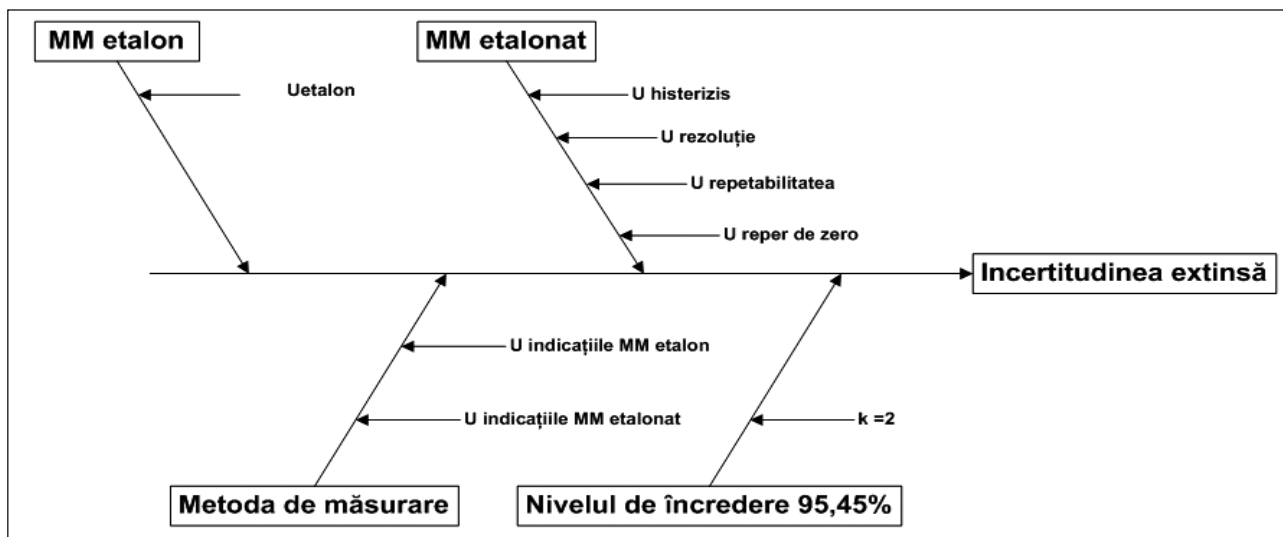 MM etalon
MM etalonat
Uetalon
U histerizis
U rezoluție
U repetabilitatea
U reper de zero
Incertitudinea extinsă
U indicațiile MM etalon
U indicațiile MM etalonat
k =2
Metoda de măsurare
Nivelul de încredere 95,45%